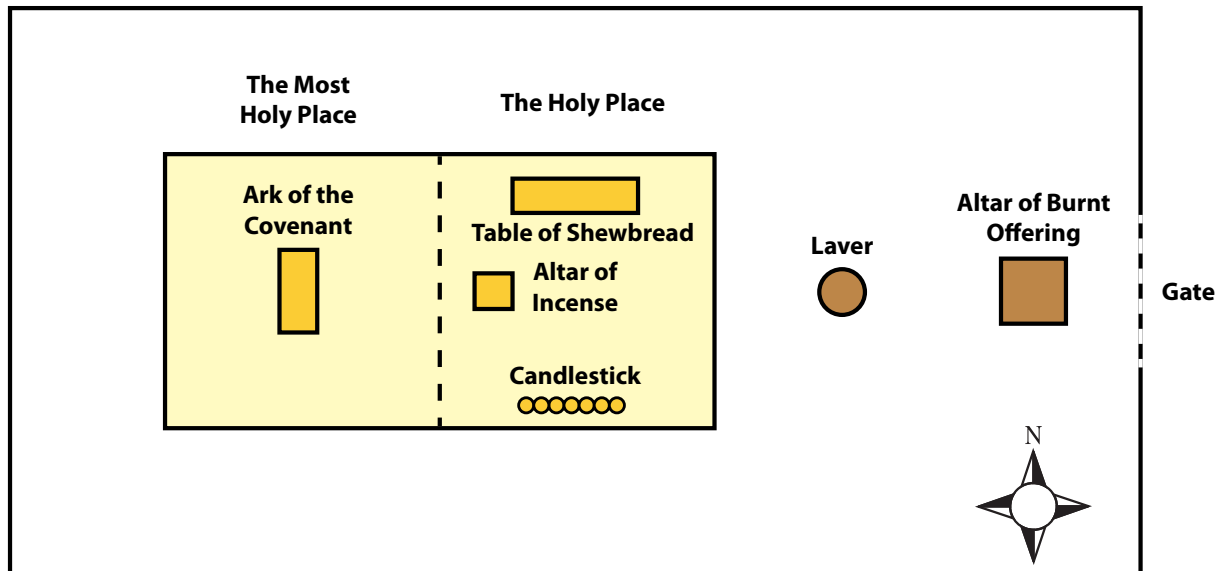 The Most
Holy Place
The Holy Place
Ark of the
Covenant
Table of Shewbread
Altar of
Incense
Candlestick
Laver
Altar of Burnt
Offering
Gate
N